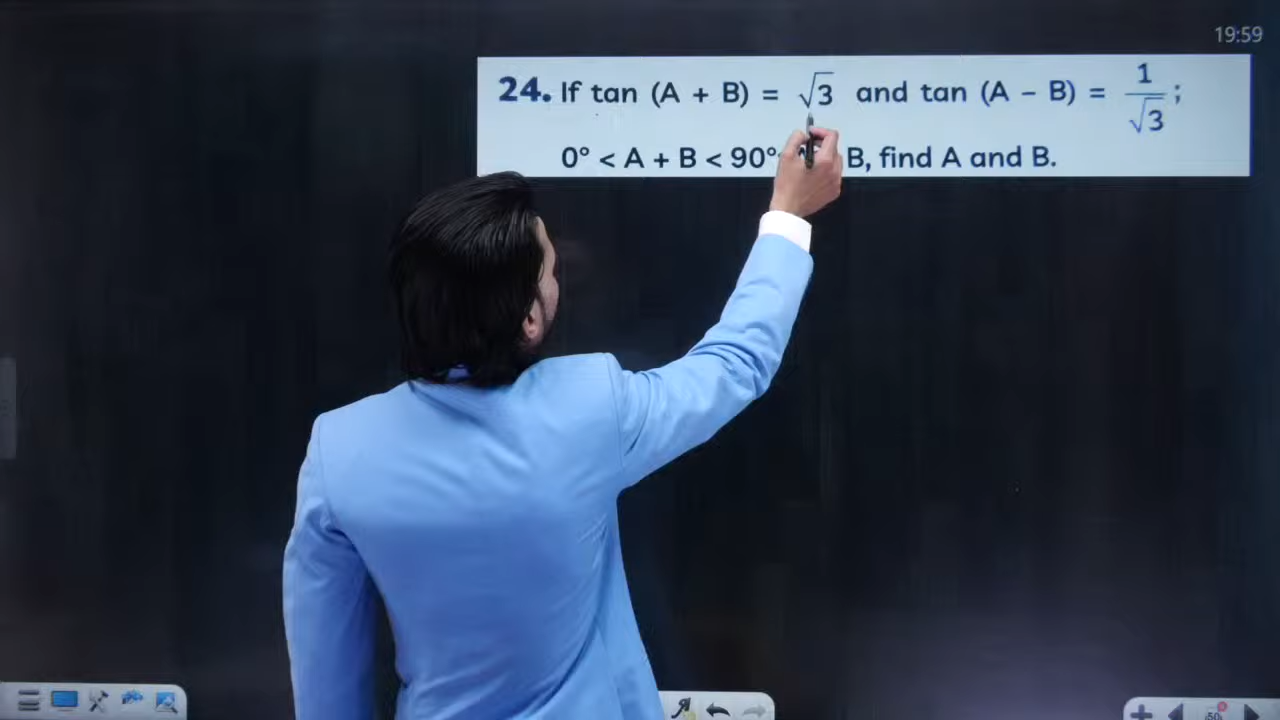 19:59
24. If tan (A + B) = √3 and tan (A − B) = 1/√3;
0° < A + B < 90° B, find A and B.